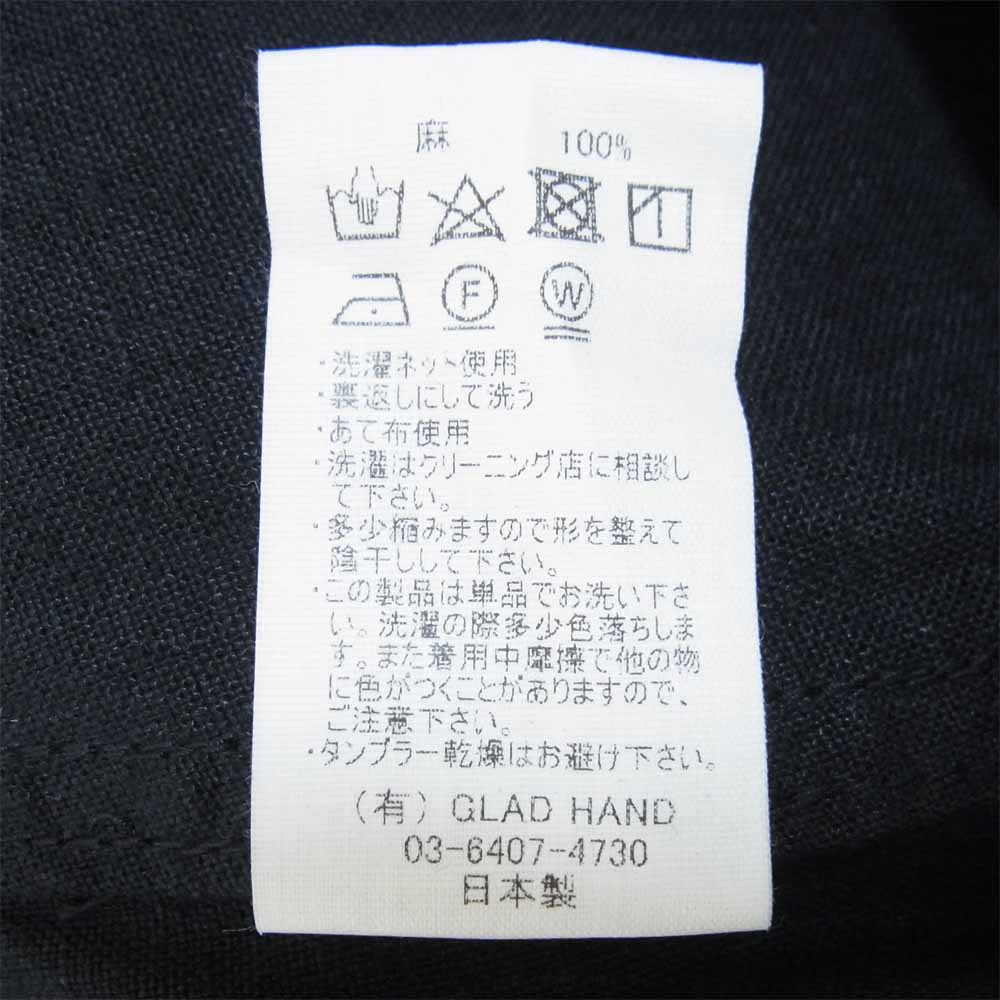 麻 100%
F W
・洗濯ネット使用
・裏返しにして洗う
・あて布使用
・洗濯はクリーニング店に相談し
て下さい。
・多少縮みますので形を整えて
陰干しして下さい。
・この製品は単品でお洗い下さ
い。洗濯の際多少色落ちしま
す。また着用中摩擦で他の物
に色がつくことがありますので、
ご注意下さい。
・タンブラー乾燥はお避け下さい。
（有）GLAD HAND
03-6407-4730
日本製